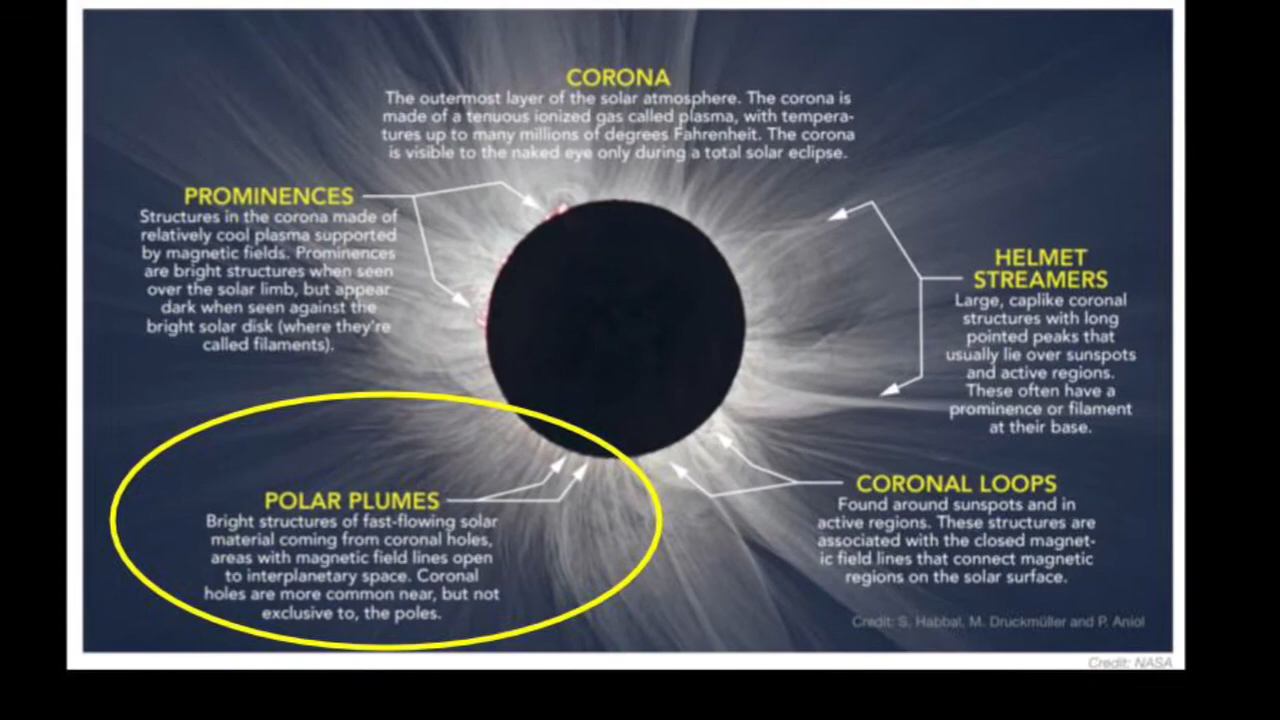 CORONA
The outermost layer of the solar atmosphere. The corona is
made of a tenuous ionized gas called plasma, with tempera-
tures up to many millions of degrees Fahrenheit. The corona
is visible to the naked eye only during a total solar eclipse.
PROMINENCES
Structures in the corona made of
relatively cool plasma supported
by magnetic fields. Prominences
are bright structures when seen
over the solar limb, but appear
dark when seen against the
bright solar disk (where they're
called filaments).
HELMET
STREAMERS
Large, caplike coronal
structures with long
pointed peaks that
usually lie over sunspots
and active regions.
These often have a
prominence or filament
at their base.
POLAR PLUMES
Bright structures of fast-flowing solar
material coming from coronal holes,
areas with magnetic field lines open
to interplanetary space. Coronal
holes are more common near, but not
exclusive to, the poles.
CORONAL LOOPS
Found around sunspots and in
active regions. These structures are
associated with the closed magnet-
ic field lines that connect magnetic
regions on the solar surface.
Credit: S. Habbal, M. Druckmüller and P. Aniol
Credit: NASA